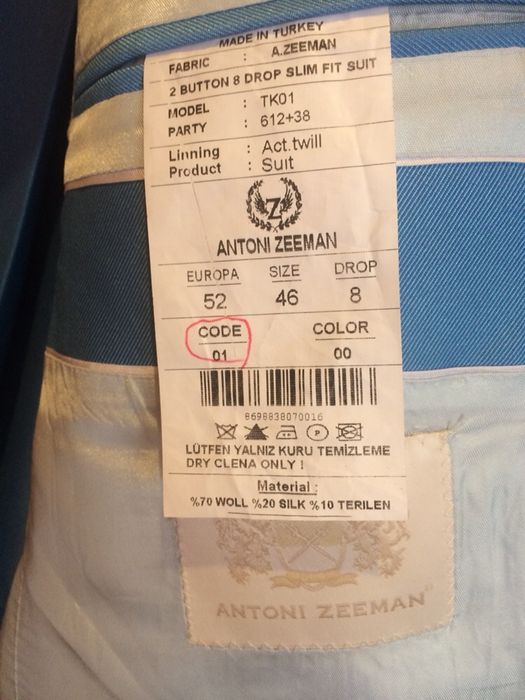 MADE IN TURKEY
FABRIC : A.ZEEMAN
2 BUTTON 8 DROP SLIM FIT SUIT
MODEL : TK01
PARTY : 612+38
Linning : Act.twill
Product : Suit
Z
ANTONI ZEEMAN
EUROPA SIZE DROP
52 46 8
CODE COLOR
01 00
8698838070016
P
LÜTFEN YALNIZ KURU TEMİZLEME
DRY CLENA ONLY !
Material :
%70 WOLL %20 SILK %10 TERILEN
ANTONI ZEEMAN